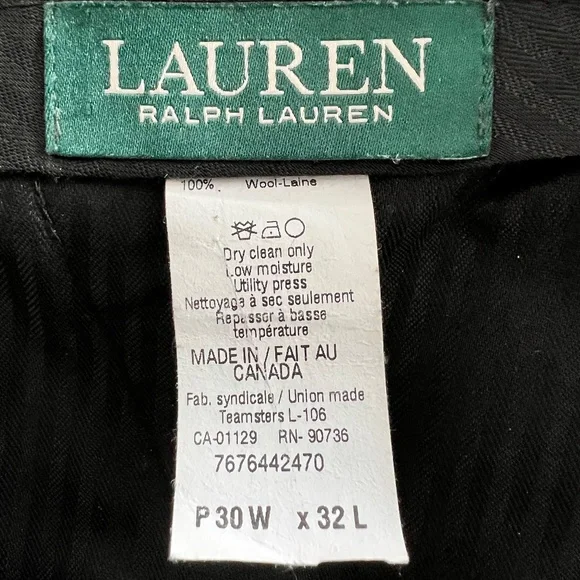 LAUREN
RALPH LAUREN
100% Wool-Laine
Dry clean only
Low moisture
Utility press
Nettoyage à sec seulement
Repasser à basse
température
MADE IN / FAIT AU
CANADA
Fab. syndicale / Union made
Teamsters L-106
CA-01129 RN- 90736
7676442470
P 30 W x 32 L